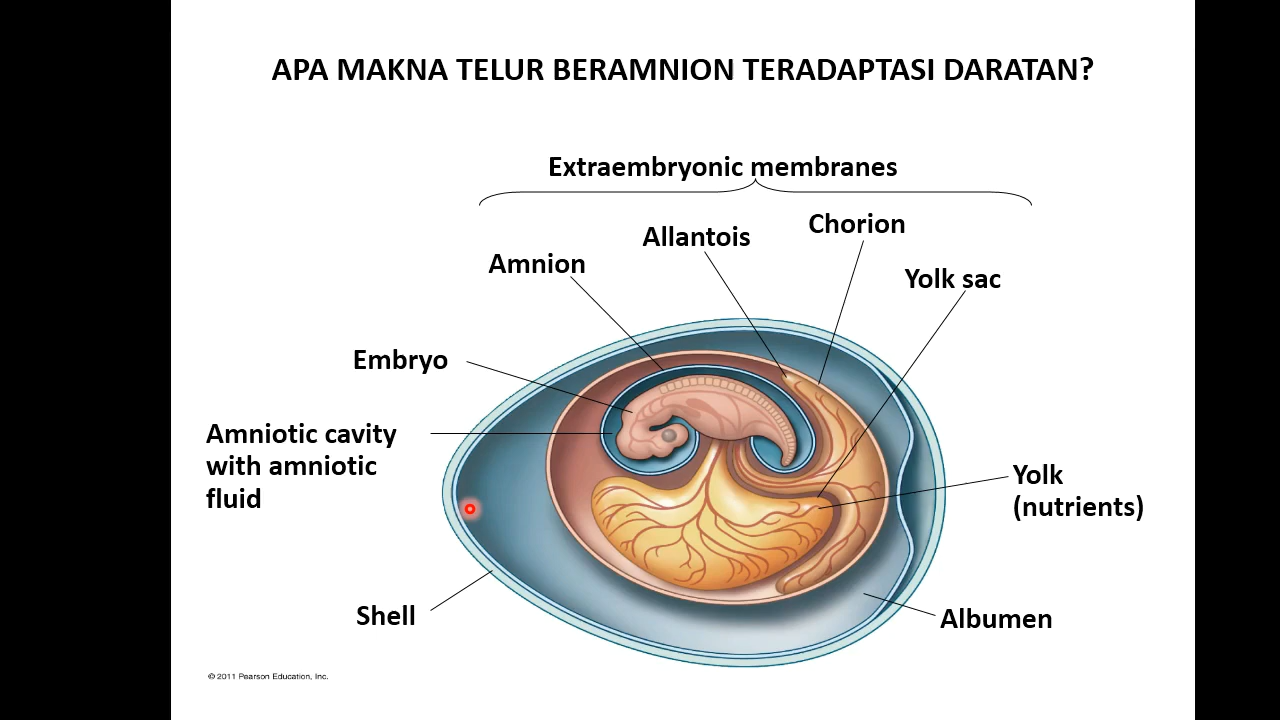 APA MAKNA TELUR BERAMNION TERADAPTASI DARATAN?
Extraembryonic membranes
Chorion
Allantois
Amnion
Yolk sac
Embryo
Amniotic cavity
with amniotic
fluid
Yolk
(nutrients)
Shell
Albumen
© 2011 Pearson Education, Inc.